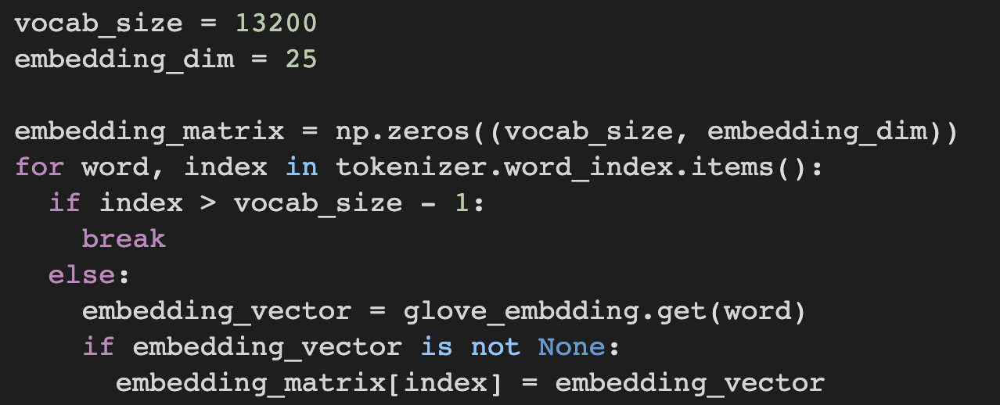 vocab_size = 13200
embedding_dim = 25

embedding_matrix = np.zeros((vocab_size, embedding_dim))
for word, index in tokenizer.word_index.items():
  if index > vocab_size - 1:
    break
  else:
    embedding_vector = glove_embdding.get(word)
    if embedding_vector is not None:
      embedding_matrix[index] = embedding_vector